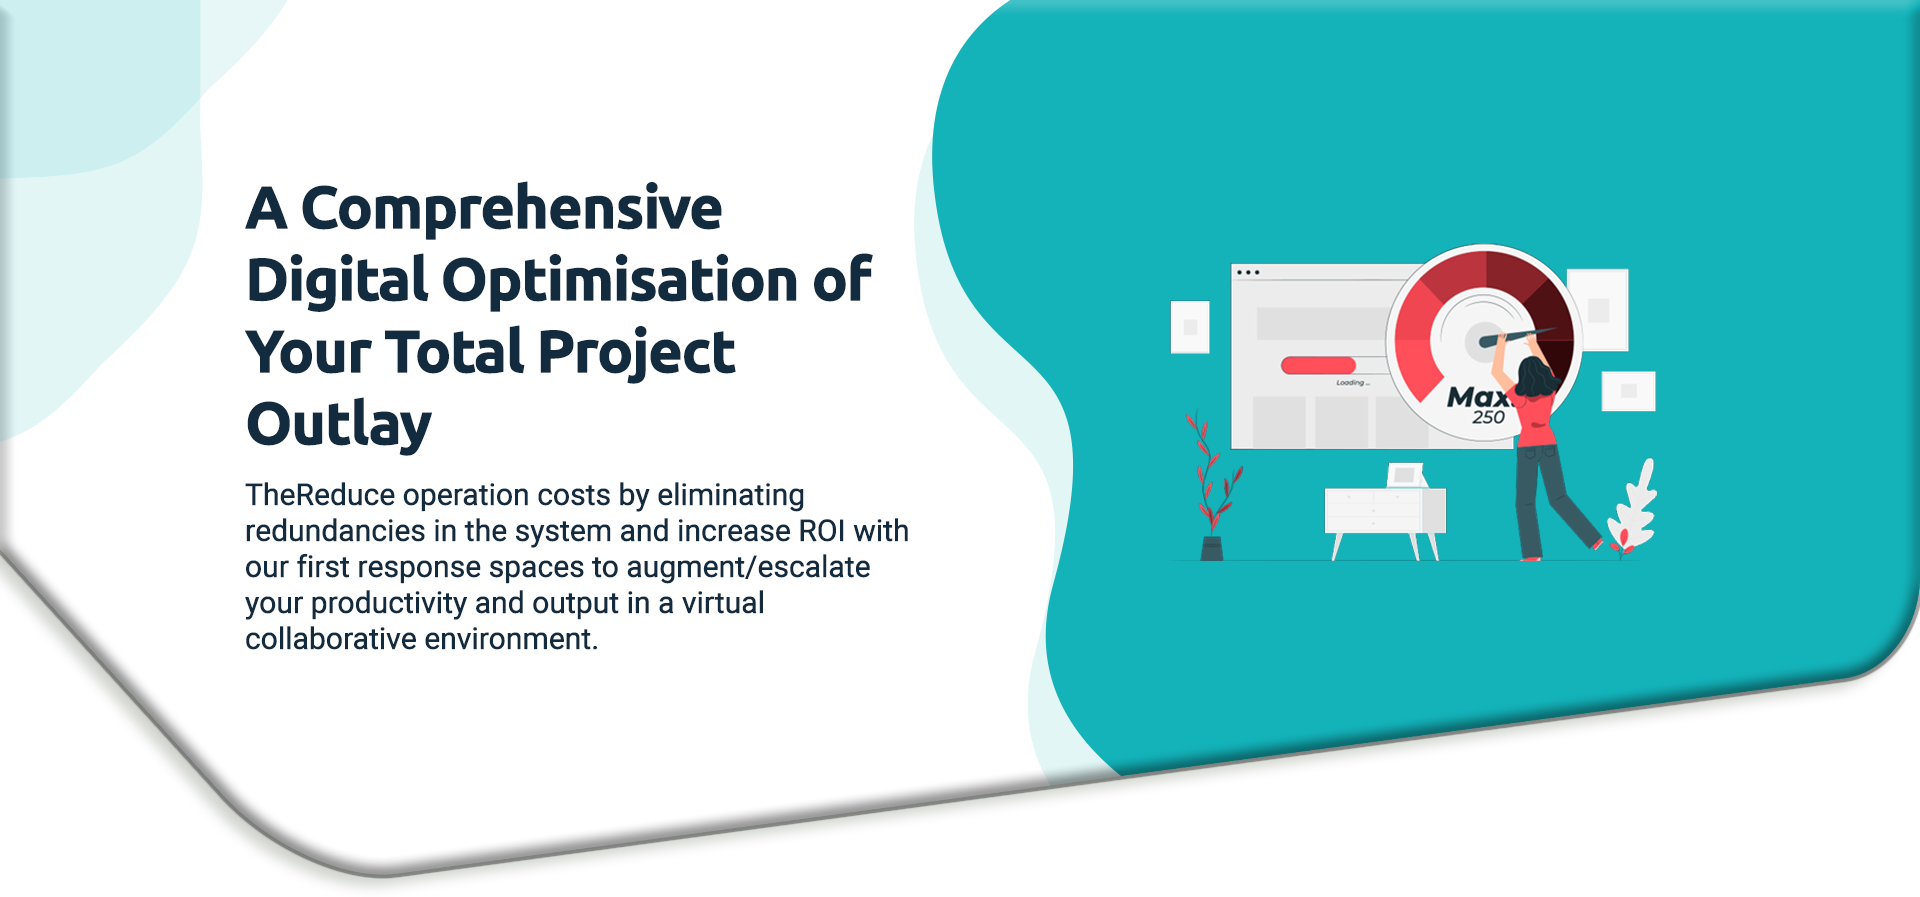 A Comprehensive
Digital Optimisation of
Your Total Project
Outlay
TheReduce operation costs by eliminating
redundancies in the system and increase ROI with
our first response spaces to augment/escalate
your productivity and output in a virtual
collaborative environment.
Loading ...
Max.
250